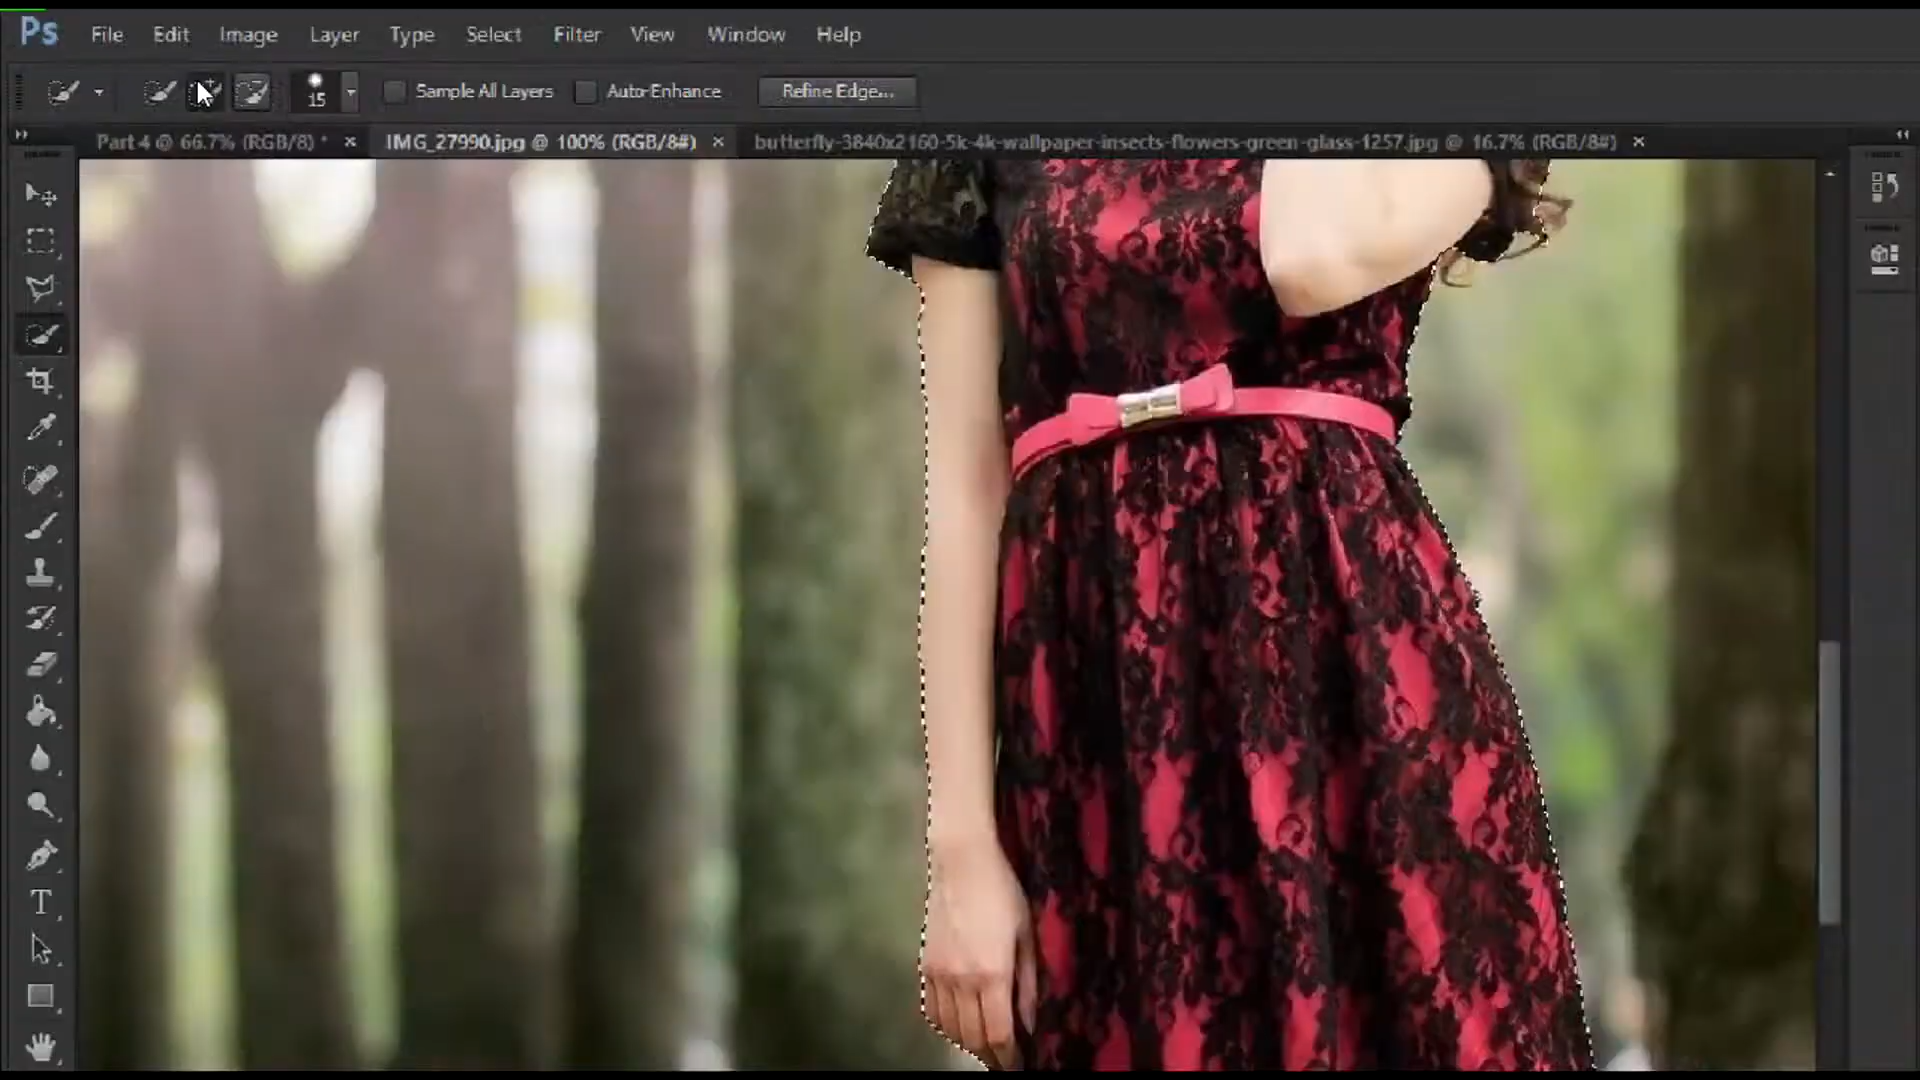 Ps File Edit Image Layer Type Select Filter View Window Help
15 Sample All Layers Auto-Enhance Refine Edge...
Part 4 @ 66.7% (RGB/8) * × IMG_27990.jpg @ 100% (RGB/8#) × butterfly-3840x2160-5k-4k-wallpaper-insects-flowers-green-glass-1257.jpg @ 16.7% (RGB/8#) ×